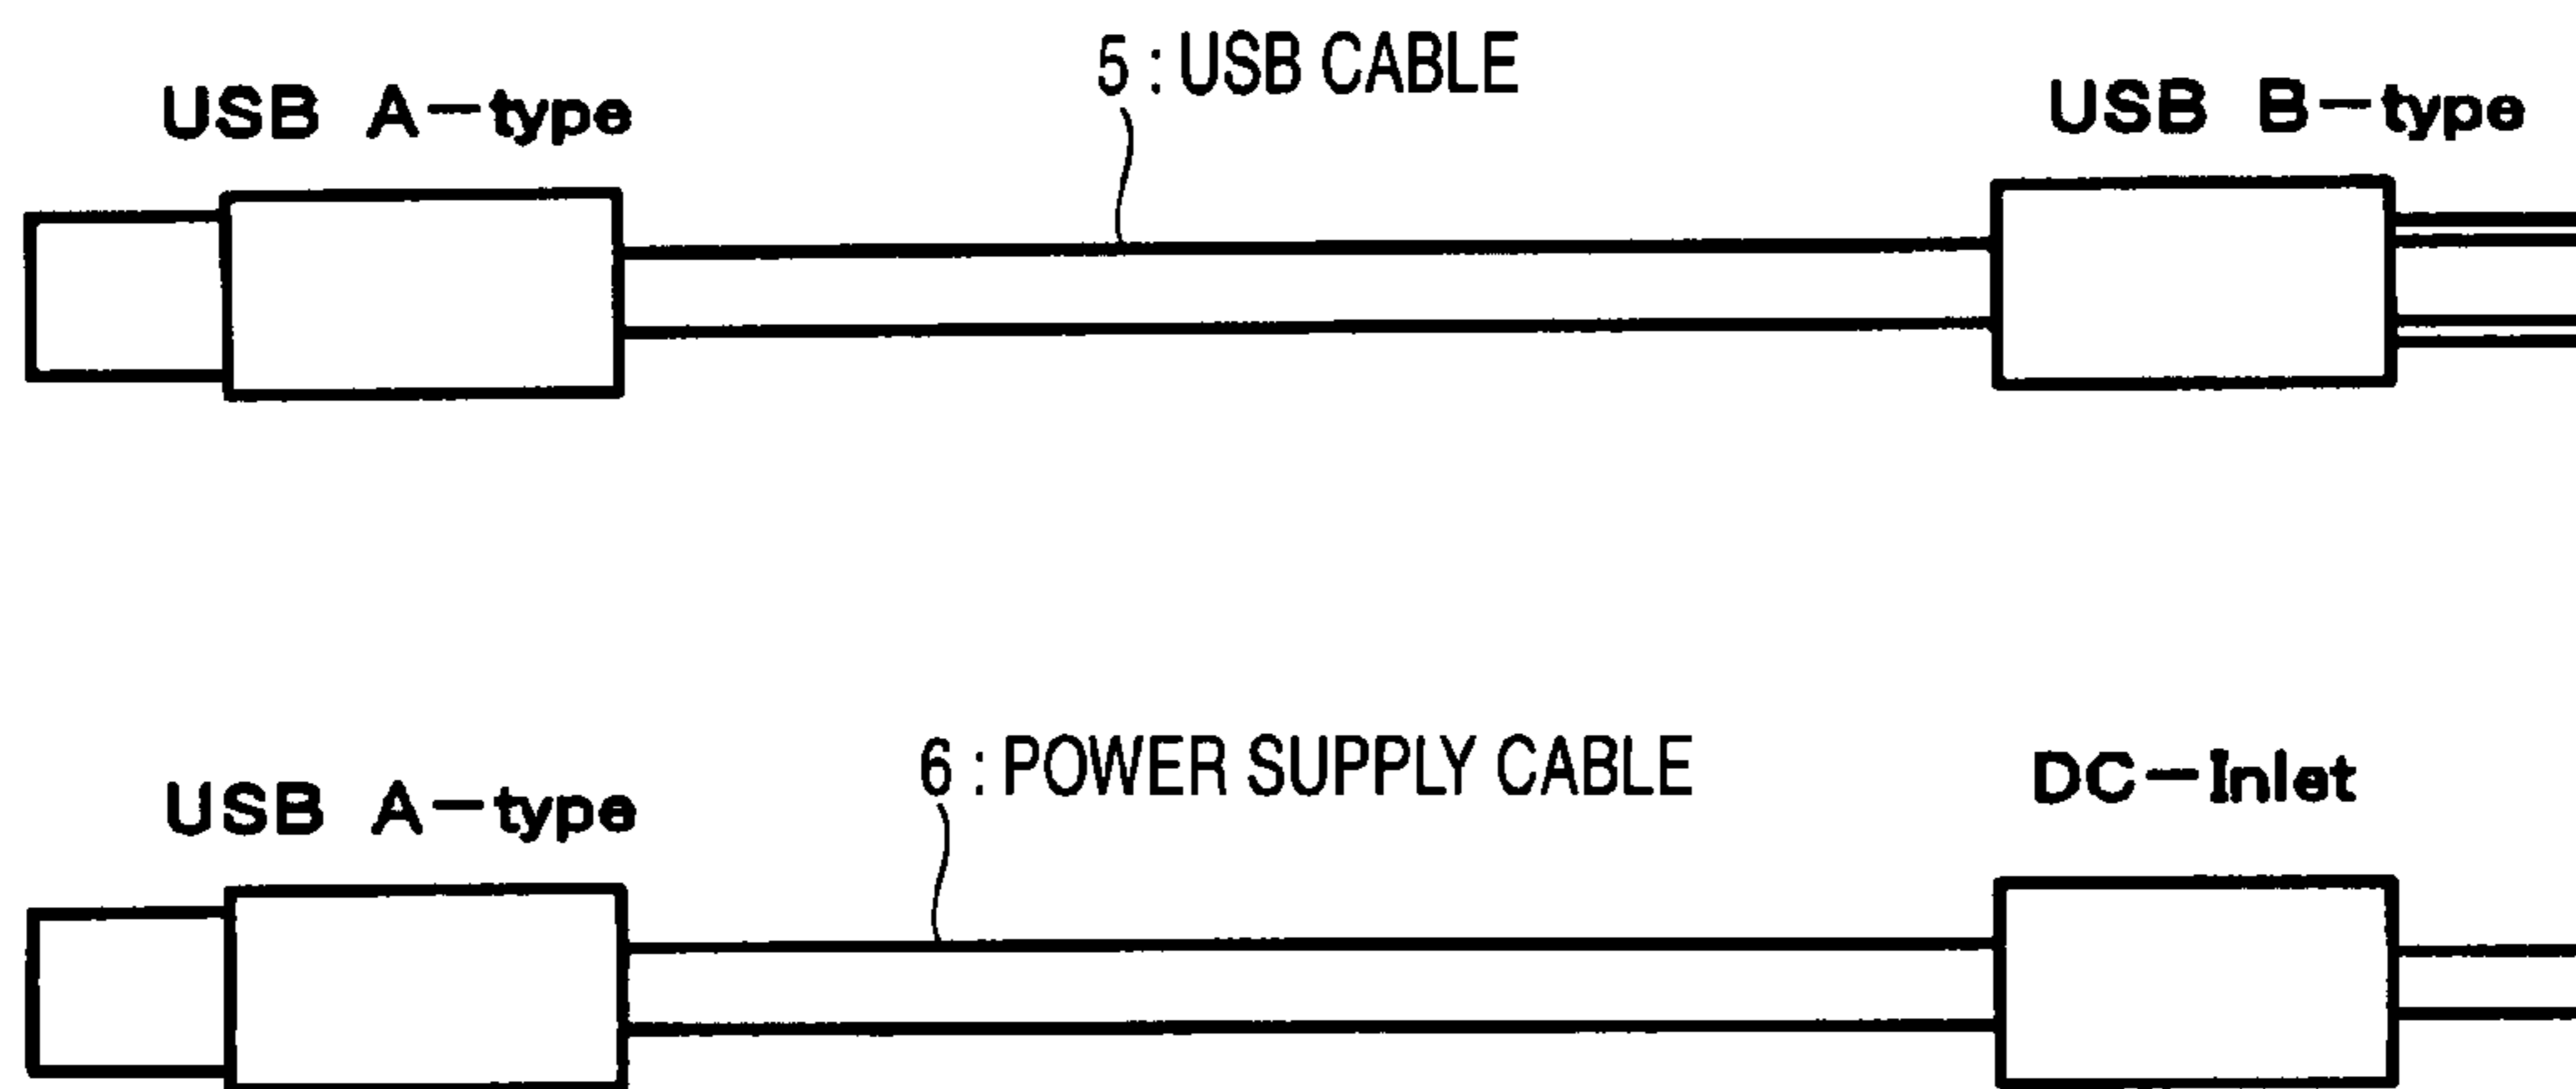 5 : USB CABLE
USB A-type
USB B-type
6 : POWER SUPPLY CABLE
USB A-type
DC-Inlet